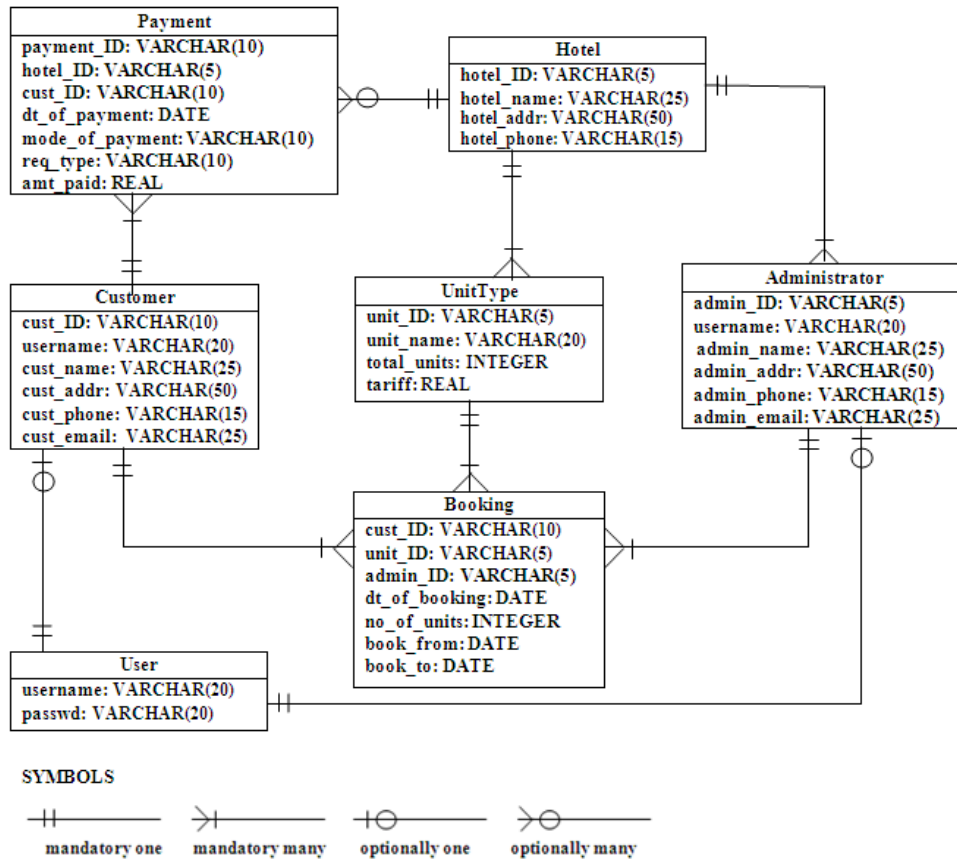 Payment
payment_ID: VARCHAR(10)
hotel_ID: VARCHAR(5)
cust_ID: VARCHAR(10)
dt_of_payment: DATE
mode_of_payment: VARCHAR(10)
req_type: VARCHAR(10)
amt_paid: REAL
Hotel
hotel_ID: VARCHAR(5)
hotel_name: VARCHAR(25)
hotel_addr: VARCHAR(50)
hotel_phone: VARCHAR(15)
Customer
cust_ID: VARCHAR(10)
username: VARCHAR(20)
cust_name: VARCHAR(25)
cust_addr: VARCHAR(50)
cust_phone: VARCHAR(15)
cust_email: VARCHAR(25)
UnitType
unit_ID: VARCHAR(5)
unit_name: VARCHAR(20)
total_units: INTEGER
tariff: REAL
Administrator
admin_ID: VARCHAR(5)
username: VARCHAR(20)
admin_name: VARCHAR(25)
admin_addr: VARCHAR(50)
admin_phone: VARCHAR(15)
admin_email: VARCHAR(25)
Booking
cust_ID: VARCHAR(10)
unit_ID: VARCHAR(5)
admin_ID: VARCHAR(5)
dt_of_booking: DATE
no_of_units: INTEGER
book_from: DATE
book_to: DATE
User
username: VARCHAR(20)
passwd: VARCHAR(20)
SYMBOLS
mandatory one
mandatory many
optionally one
optionally many